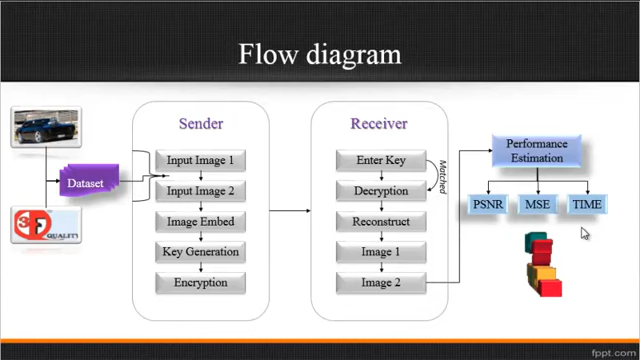 Flow diagram
Sender
Input Image 1
Input Image 2
Image Embed
Key Generation
Encryption
Dataset
3F
QUALITY
Receiver
Enter Key
Matched
Decryption
Reconstruct
Image 1
Image 2
Performance
Estimation
PSNR
MSE
TIME
fppt.com